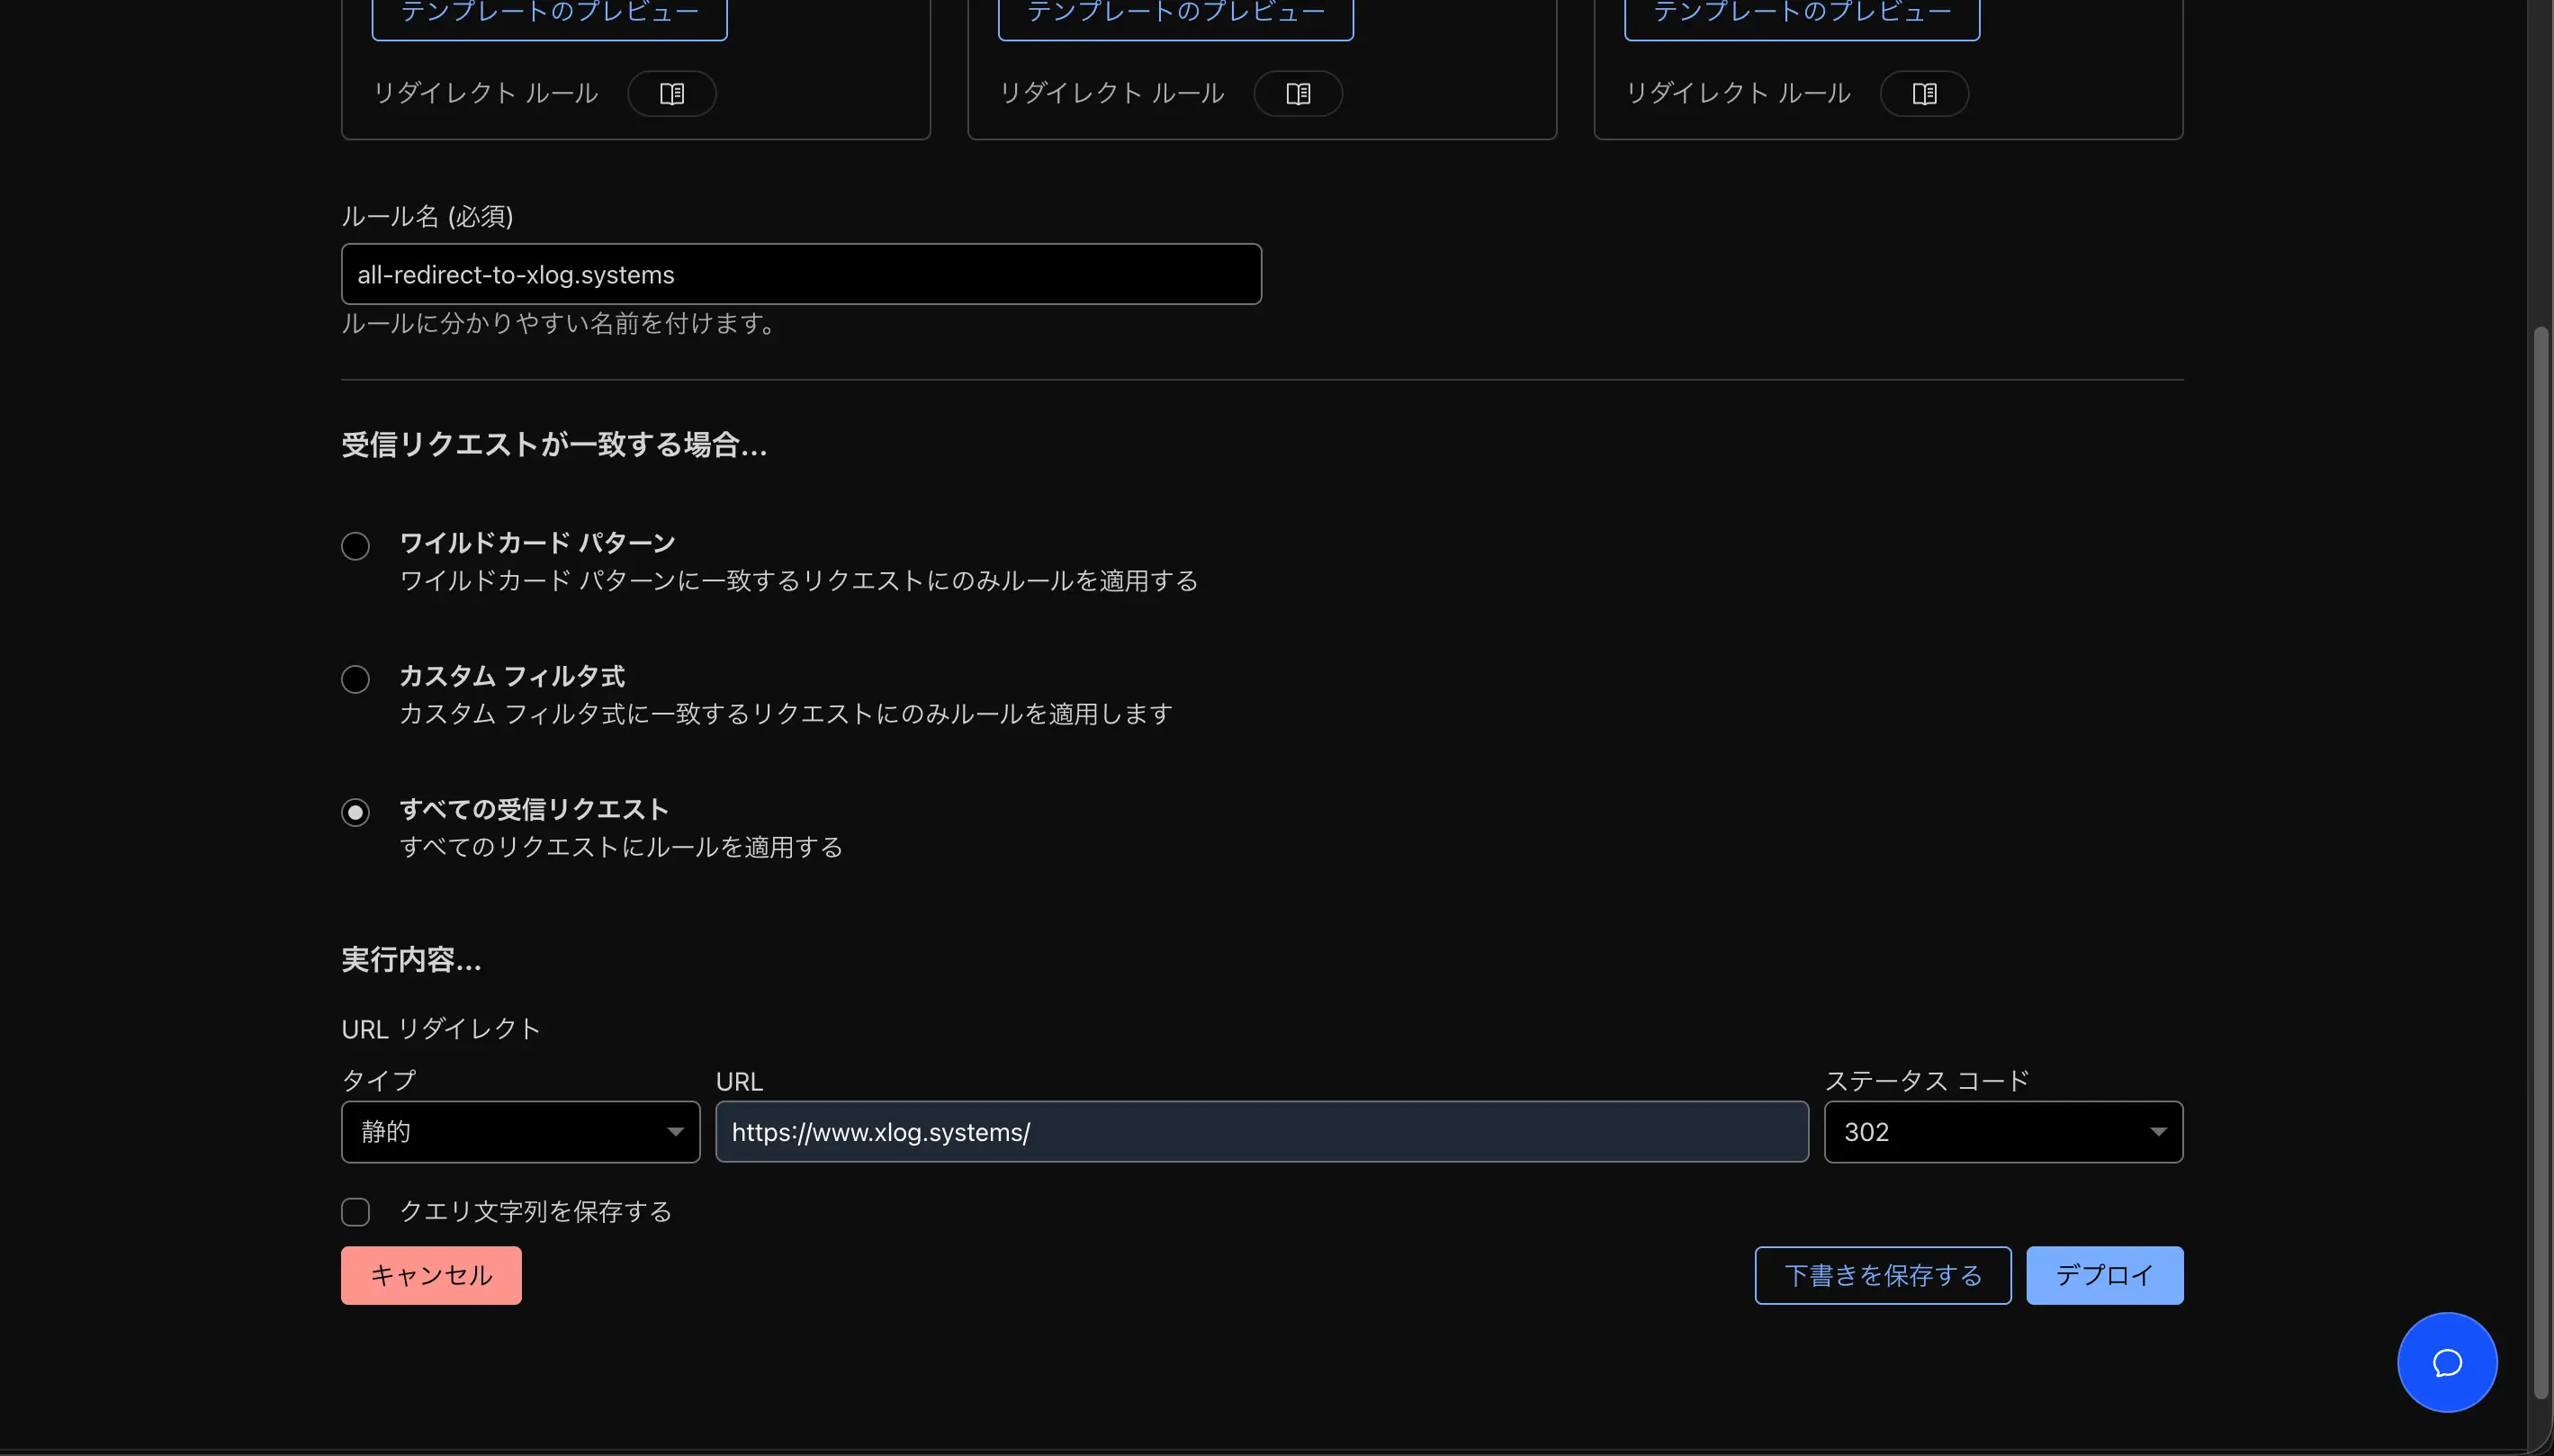 テンプレートのプレビュー
テンプレートのプレビュー
テンプレートのプレビュー
リダイレクト ルール
リダイレクト ルール
リダイレクト ルール
ルール名 (必須)
all-redirect-to-xlog.systems
ルールに分かりやすい名前を付けます。
受信リクエストが一致する場合...
ワイルドカード パターン
ワイルドカード パターンに一致するリクエストにのみルールを適用する
カスタム フィルタ式
カスタム フィルタ式に一致するリクエストにのみルールを適用します
すべての受信リクエスト
すべてのリクエストにルールを適用する
実行内容...
URL リダイレクト
タイプ
URL
ステータス コード
静的
https://www.xlog.systems/
302
クエリ文字列を保存する
キャンセル
下書きを保存する
デプロイ